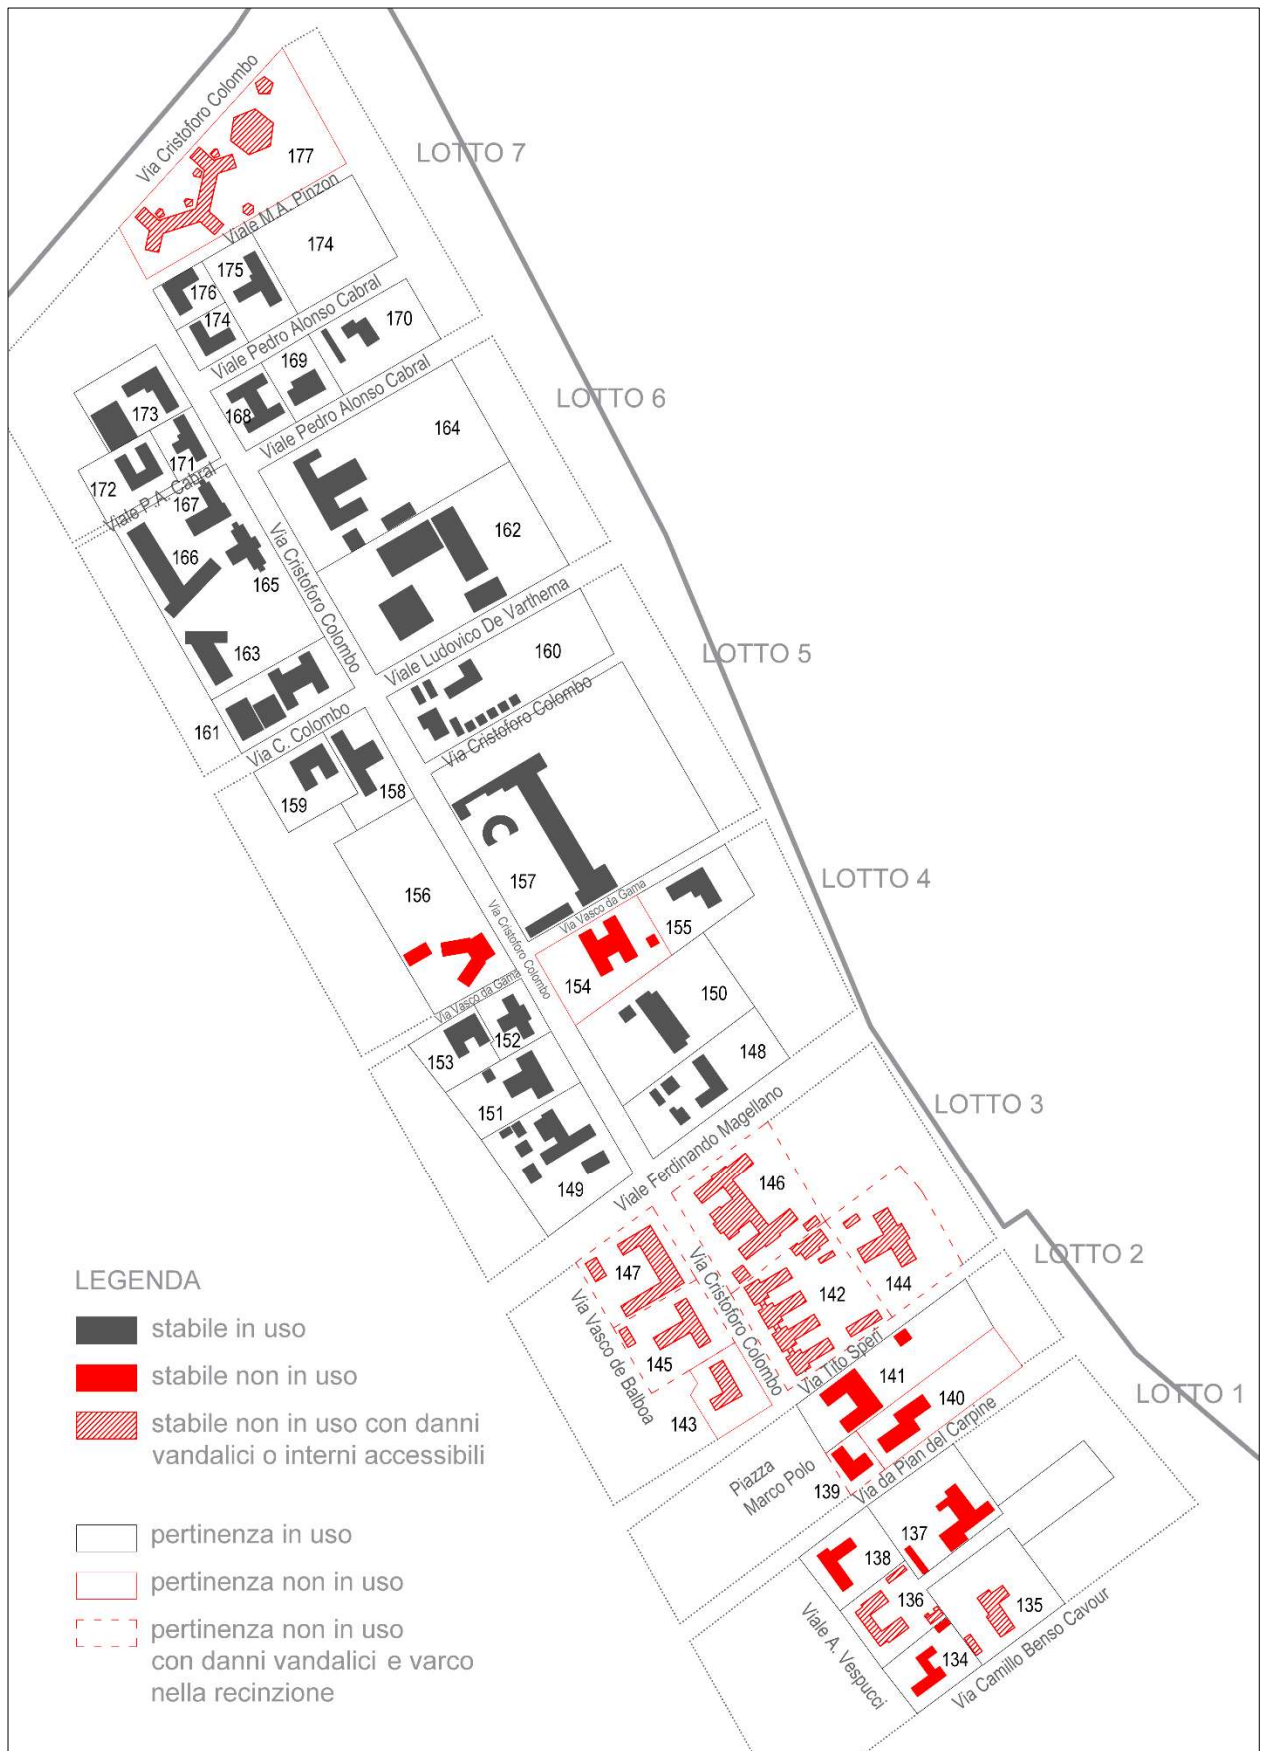 Via Cristoforo Colombo
LOTTO 7
177
Viale M.A. Pinzon
174
175
176
174
Viale Pedro Alonso Cabral
170
169
168
Viale Pedro Alonso Cabral
LOTTO 6
173
171
172
Viale P.A. Cabral
167
166
165
163
161
164
162
Via Cristoforo Colombo
Viale Ludovico De Varthema
LOTTO 5
160
Via Cristoforo Colombo
Via C. Colombo
159
158
157
156
Via Vasco da Gama
LOTTO 4
155
154
Via Cristoforo Colombo
Via Vasco da Gama
150
148
153
152
151
149
Viale Ferdinando Magellano
LOTTO 3
146
147
144
142
145
143
Via Cristoforo Colombo
Via Vasco de Balboa
Via Tito Speri
LOTTO 2
141
140
139
Piazza
Marco Polo
Via da Pian del Carpine
LOTTO 1
138
137
136
135
134
Viale A. Vespucci
Via Camillo Benso Cavour
LEGENDA
stabile in uso
stabile non in uso
stabile non in uso con danni
vandalici o interni accessibili
pertinenza in uso
pertinenza non in uso
pertinenza non in uso
con danni vandalici e varco
nella recinzione